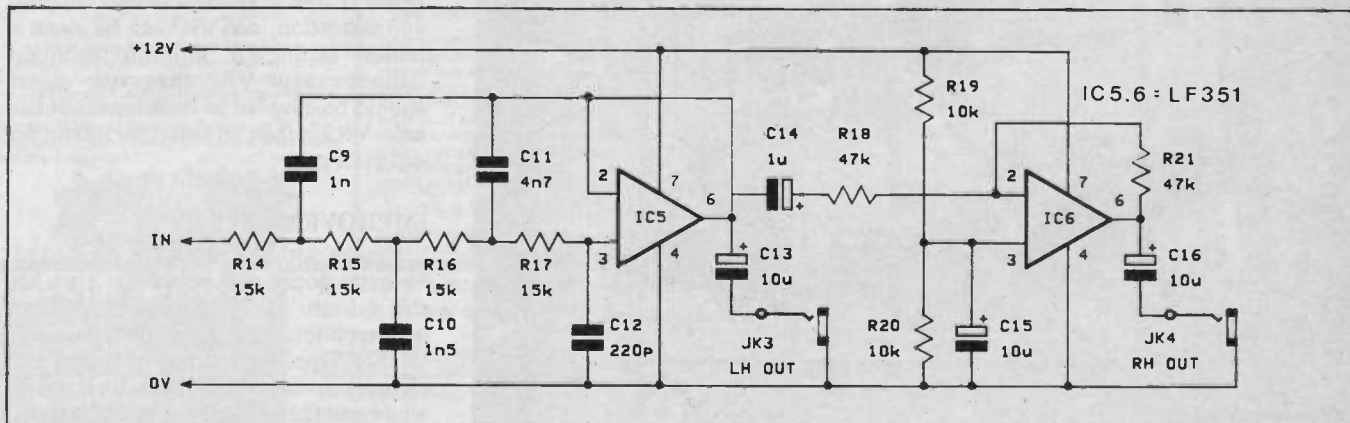 +12V
IC5.6 = LF351
R19
10k
C9
1n
C11
4n7
C14
1u
+
R18
47k
R21
47k
2
7
6
3
4
IC5
2
7
6
3
4
IC6
IN
R14
15k
R15
15k
R16
15k
R17
15k
+
C13
10u
+
C16
10u
C10
1n5
C12
220p
JK3
LH OUT
R20
10k
+
C15
10u
JK4
RH OUT
0V